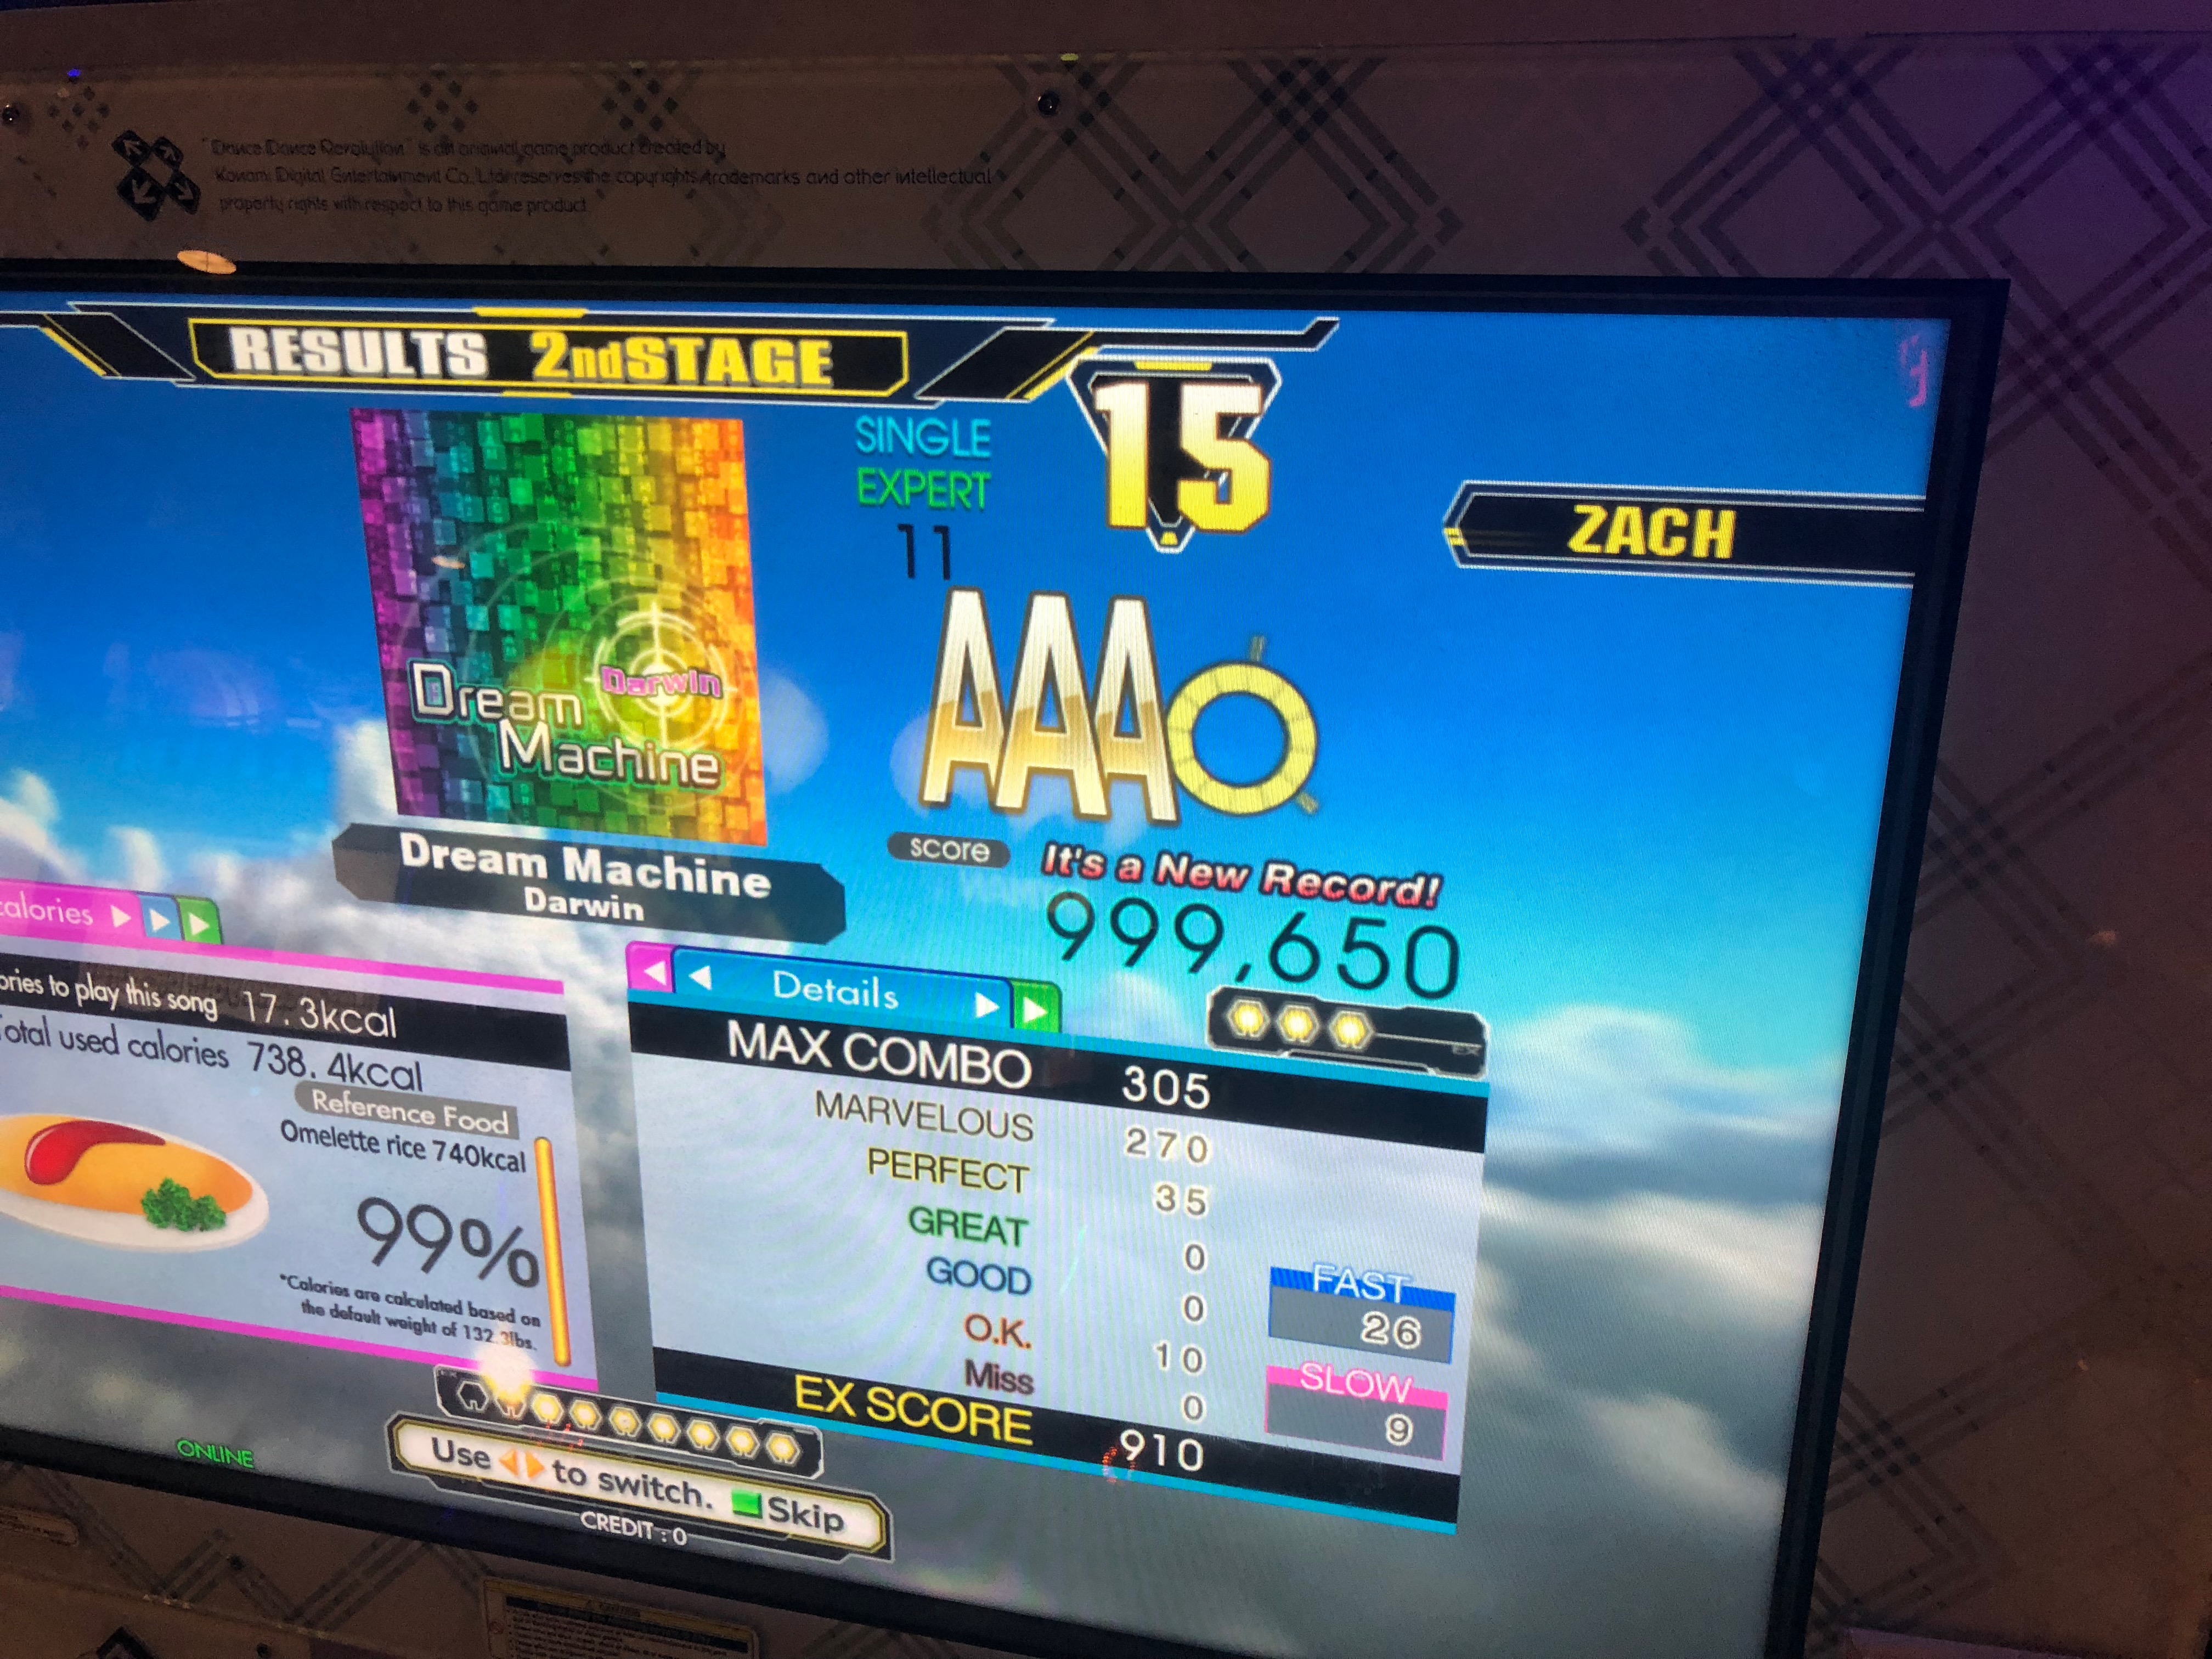 "Dance Dance Revolution" is an original game product created by
Konami Digital Entertainment Co., Ltd. reserves the copyrights, trademarks and other intellectual
property rights with respect to this game product.
RESULTS 2ndSTAGE
15
SINGLE
EXPERT
11
ZACH
Darwin
Dream
Machine
AAA
Dream Machine
Darwin
score
It's a New Record!
999,650
calories
ories to play this song 17.3kcal
Total used calories 738.4kcal
Reference Food
Omelette rice 740kcal
99%
*Calories are calculated based on
the default weight of 132.3lbs.
Details
EX
MAX COMBO 305
MARVELOUS 270
PERFECT 35
GREAT 0
GOOD 0
O.K. 10
Miss 0
EX SCORE 910
FAST
26
SLOW
9
ONLINE
Use to switch. Skip
CREDIT : 0